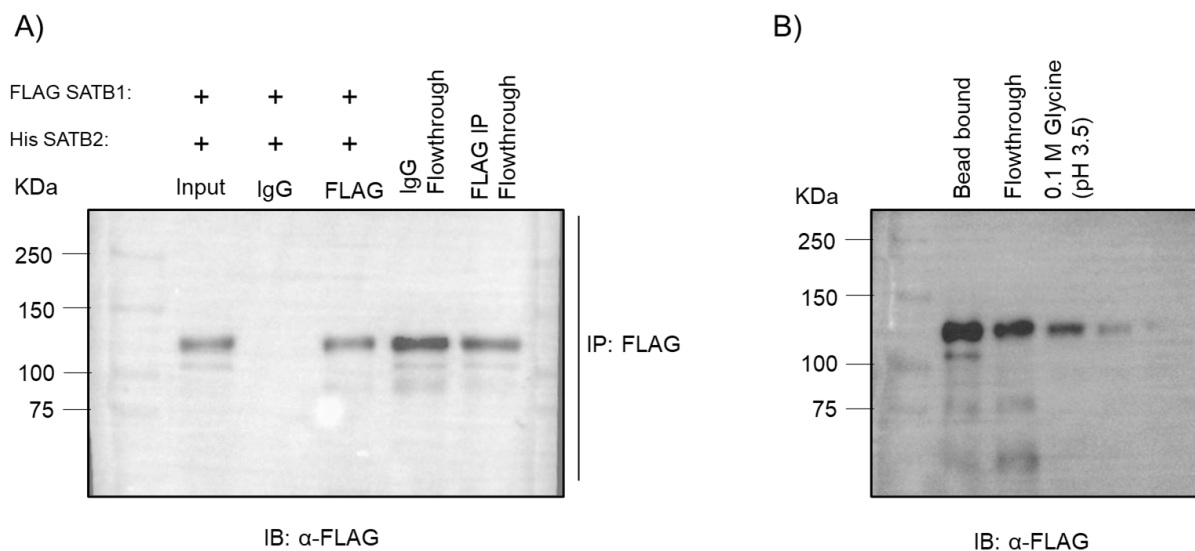 A)
FLAG SATB1: + + +
His SATB2: + + +
KDa
Input
IgG
FLAG
IgG
Flowthrough
FLAG IP
Flowthrough
250
150
100
75
IP: FLAG
IB: α-FLAG
B)
KDa
Bead bound
Flowthrough
0.1 M Glycine
(pH 3.5)
250
150
100
75
IB: α-FLAG